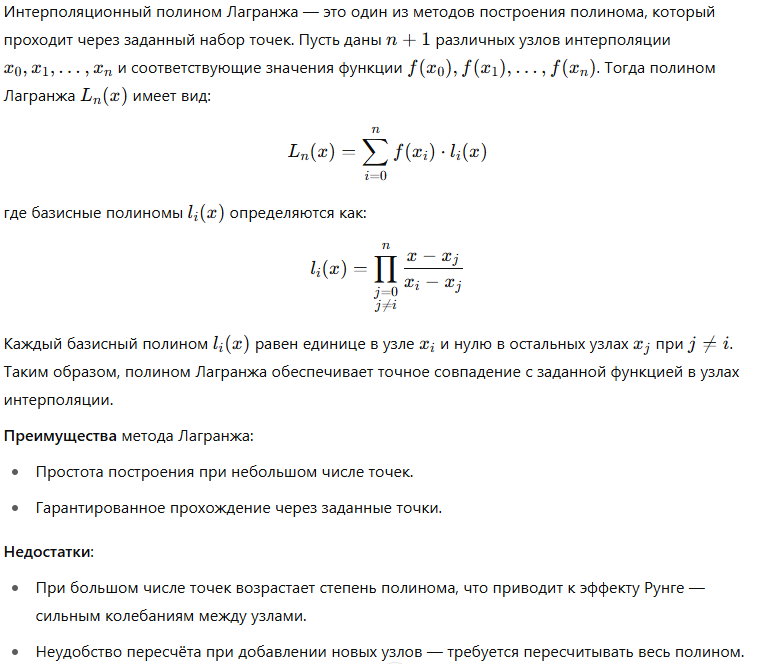 Интерполяционный полином Лагранжа — это один из методов построения полинома, который
проходит через заданный набор точек. Пусть даны n + 1 различных узлов интерполяции
x₀, x₁, . . . , xₙ и соответствующие значения функции f(x₀), f(x₁), . . . , f(xₙ). Тогда полином
Лагранжа Lₙ(x) имеет вид:
Lₙ(x) = ∑ᵢ₌₀ⁿ f(xᵢ) · lᵢ(x)
где базисные полиномы lᵢ(x) определяются как:
lᵢ(x) = ∏_{j=0, j≠i}^{n} (x − xⱼ)/(xᵢ − xⱼ)
Каждый базисный полином lᵢ(x) равен единице в узле xᵢ и нулю в остальных узлах xⱼ при j ≠ i.
Таким образом, полином Лагранжа обеспечивает точное совпадение с заданной функцией в узлах
интерполяции.
Преимущества метода Лагранжа:
• Простота построения при небольшом числе точек.
• Гарантированное прохождение через заданные точки.
Недостатки:
• При большом числе точек возрастает степень полинома, что приводит к эффекту Рунге —
сильным колебаниям между узлами.
• Неудобство пересчёта при добавлении новых узлов — требуется пересчитывать весь полином.